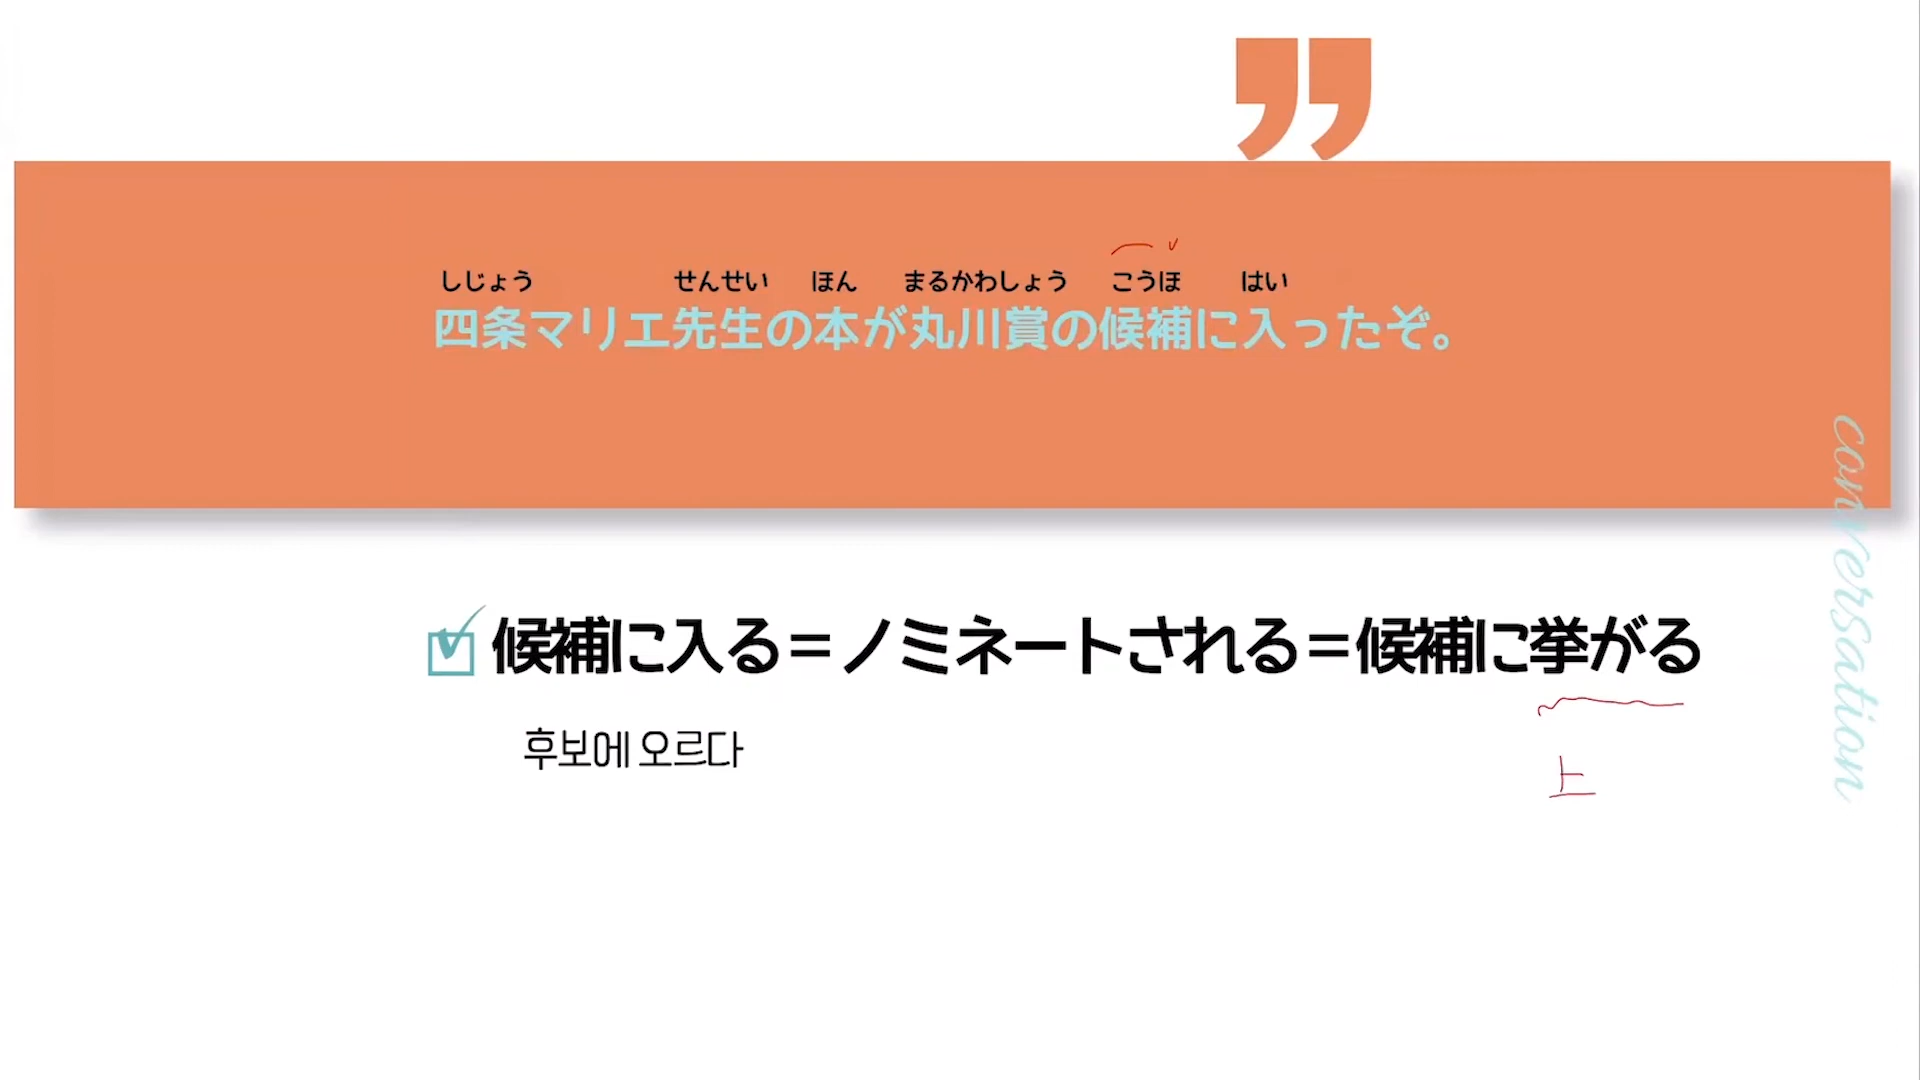 ”
しじょう せんせい ほん まるかわしょう こうほ はい
四条マリエ先生の本が丸川賞の候補に入ったぞ。
conversation
候補に入る=ノミネートされる=候補に挙がる
후보에 오르다
上